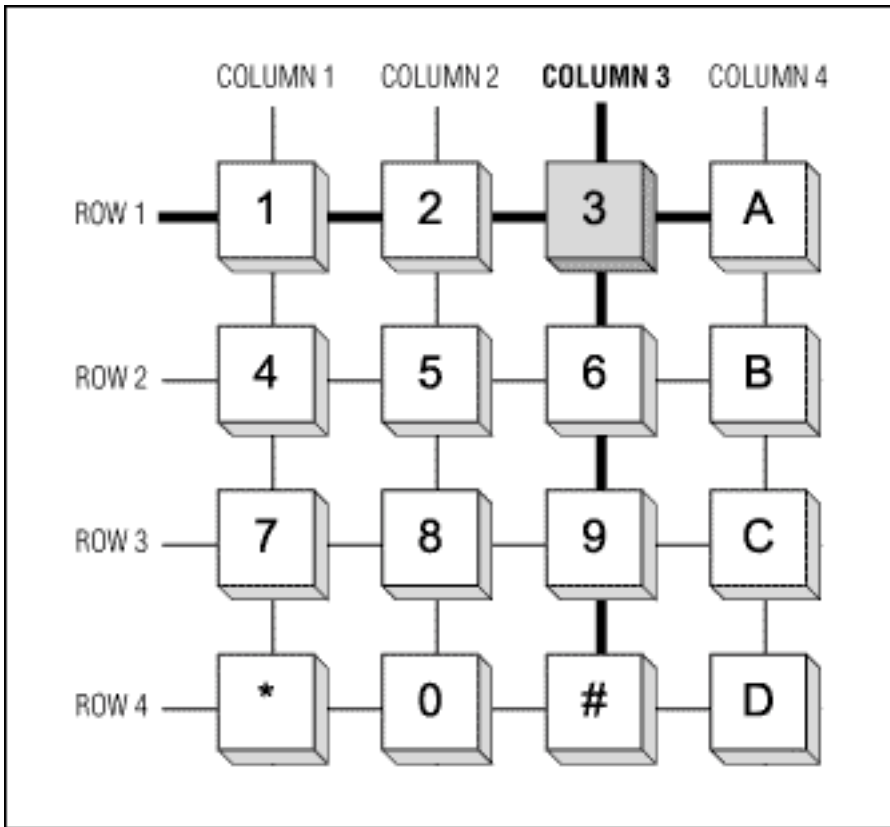 COLUMN 1 COLUMN 2 COLUMN 3 COLUMN 4
ROW 1 1 2 3 A
ROW 2 4 5 6 B
ROW 3 7 8 9 C
ROW 4 * 0 # D